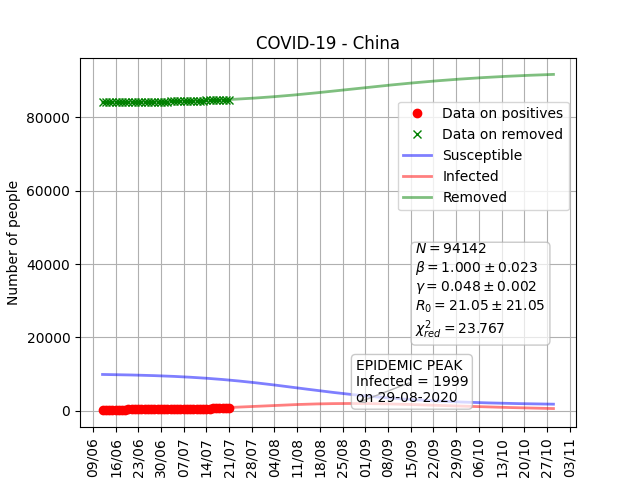 COVID-19 - China
Number of people
80000
60000
40000
20000
0
Data on positives
Data on removed
Susceptible
Infected
Removed
N = 94142
β = 1.000 ± 0.023
γ = 0.048 ± 0.002
R₀ = 21.05 ± 21.05
χ²red = 23.767
EPIDEMIC PEAK
Infected = 1999
on 29-08-2020
09/06 16/06 23/06 30/06 07/07 14/07 21/07 28/07 04/08 11/08 18/08 25/08 01/09 08/09 15/09 22/09 29/09 06/10 13/10 20/10 27/10 03/11